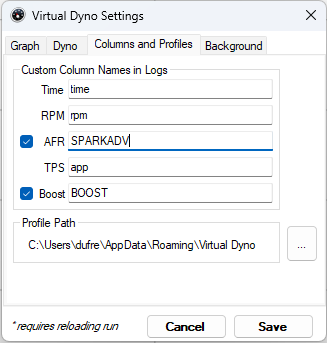 Virtual Dyno Settings
Graph Dyno Columns and Profiles Background
Custom Column Names in Logs
Time time
RPM rpm
AFR SPARKADV
TPS app
Boost BOOST
Profile Path
C:\Users\dufre\AppData\Roaming\Virtual Dyno
...
* requires reloading run
Cancel
Save